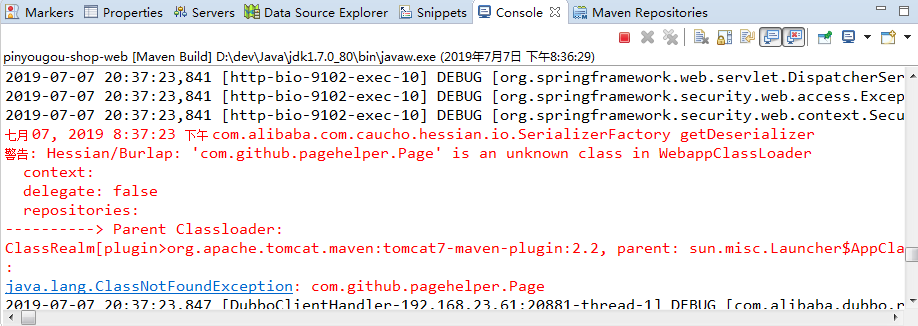 Markers Properties Servers Data Source Explorer Snippets Console Maven Repositories
pinyougou-shop-web [Maven Build] D:\dev\Java\jdk1.7.0_80\bin\javaw.exe (2019年7月7日 下午8:36:29)
2019-07-07 20:37:23,841 [http-bio-9102-exec-10] DEBUG [org.springframework.web.servlet.DispatcherSer
2019-07-07 20:37:23,841 [http-bio-9102-exec-10] DEBUG [org.springframework.security.web.access.Excep
2019-07-07 20:37:23,841 [http-bio-9102-exec-10] DEBUG [org.springframework.security.web.context.Secu
七月 07, 2019 8:37:23 下午 com.alibaba.com.caucho.hessian.io.SerializerFactory getDeserializer
警告: Hessian/Burlap: 'com.github.pagehelper.Page' is an unknown class in WebappClassLoader
context:
delegate: false
repositories:
----------> Parent Classloader:
ClassRealm[plugin>org.apache.tomcat.maven:tomcat7-maven-plugin:2.2, parent: sun.misc.Launcher$AppCla
:
java.lang.ClassNotFoundException: com.github.pagehelper.Page
2019-07-07 20:37:23,847 [DubboClientHandler-192.168.23.61:20881-thread-1] DEBUG [com.alibaba.dubbo.r